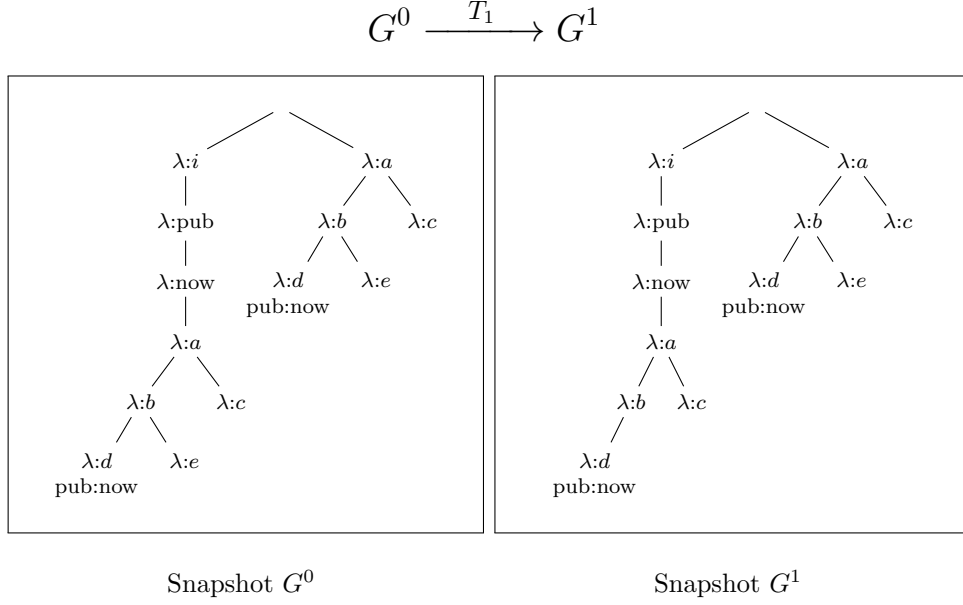 G⁰ T₁ G¹
λ:i λ:a
λ:pub λ:b λ:c
λ:now λ:d λ:e
pub:now
λ:a
λ:b λ:c
λ:d λ:e
pub:now
Snapshot G⁰
λ:i λ:a
λ:pub λ:b λ:c
λ:now λ:d λ:e
pub:now
λ:a
λ:b λ:c
λ:d
pub:now
Snapshot G¹